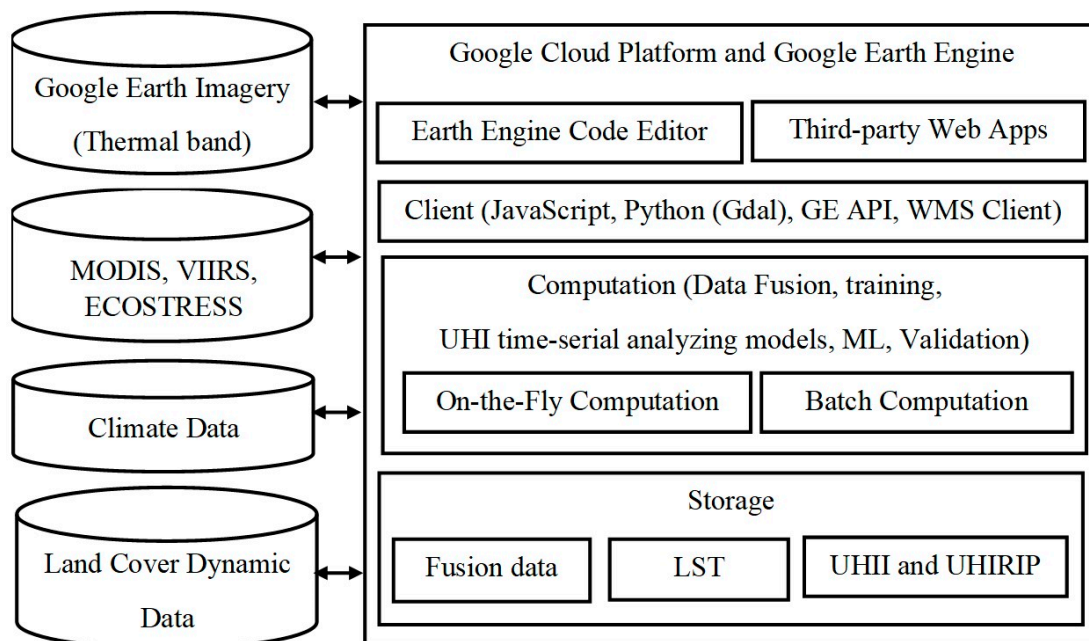 Google Earth Imagery
(Thermal band)
MODIS, VIIRS,
ECOSTRESS
Climate Data
Land Cover Dynamic
Data
Google Cloud Platform and Google Earth Engine
Earth Engine Code Editor
Third-party Web Apps
Client (JavaScript, Python (Gdal), GE API, WMS Client)
Computation (Data Fusion, training,
UHI time-serial analyzing models, ML, Validation)
On-the-Fly Computation
Batch Computation
Storage
Fusion data
LST
UHII and UHIRIP